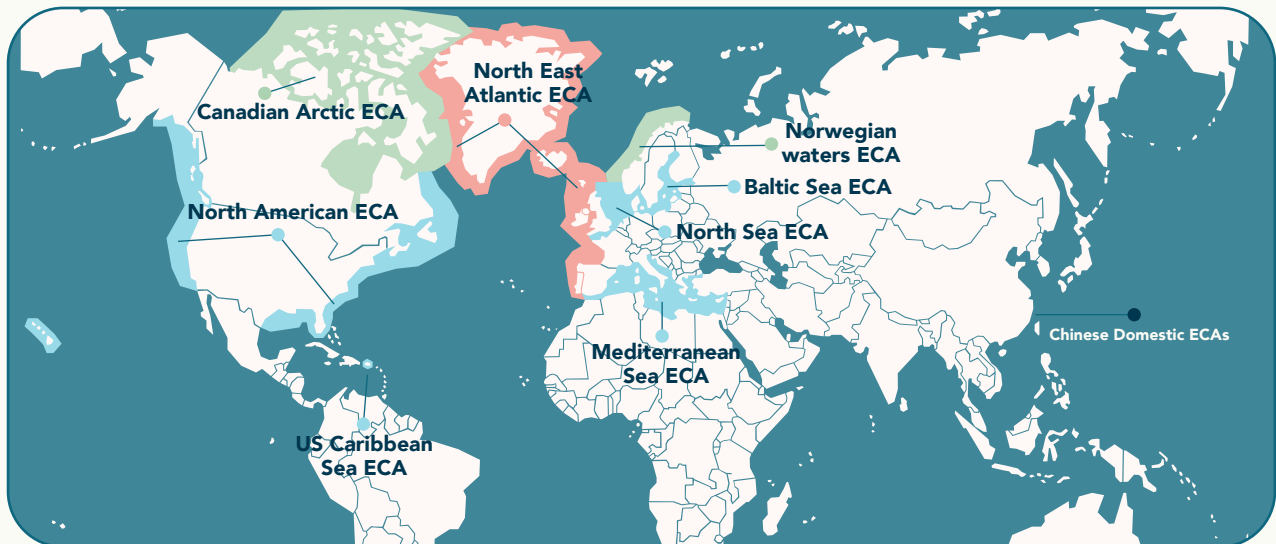 North East
Atlantic ECA
Canadian Arctic ECA
Norwegian
waters ECA
Baltic Sea ECA
North American ECA
North Sea ECA
Chinese Domestic ECAs
Mediterranean
Sea ECA
US Caribbean
Sea ECA